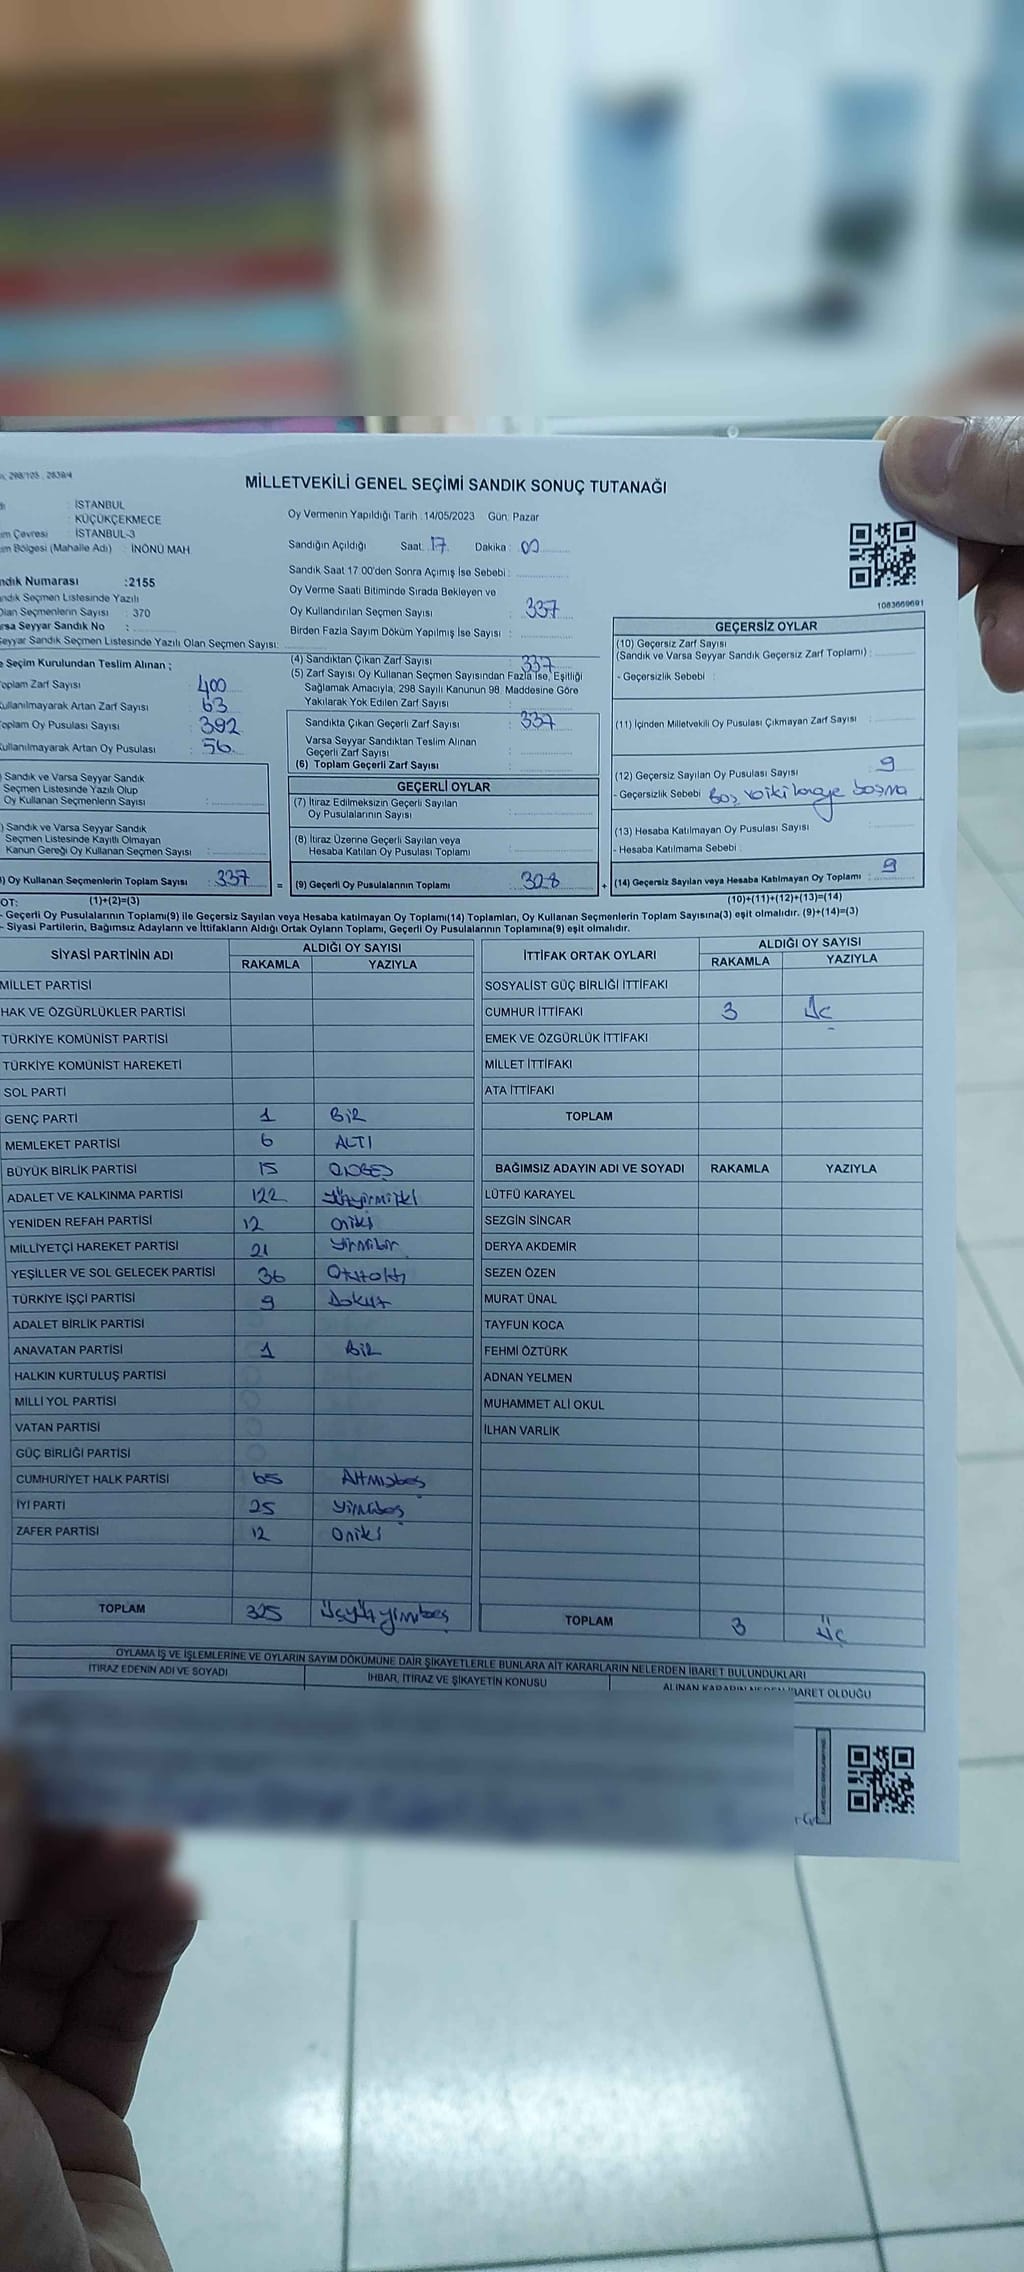 298/105 , 2839/4
MİLLETVEKİLİ GENEL SEÇİMİ SANDIK SONUÇ TUTANAĞI
: İSTANBUL
: KÜÇÜKÇEKMECE
im Çevresi : İSTANBUL-3
im Bölgesi (Mahalle Adı) : İNÖNÜ MAH
Oy Vermenin Yapıldığı Tarih :14/05/2023 Gün: Pazar
Sandığın Açıldığı Saat: 17 Dakika : 00
Sandık Saat 17:00'den Sonra Açımış İse Sebebi :
Oy Verme Saati Bitiminde Sırada Bekleyen ve
Oy Kullandırılan Seçmen Sayısı : 337
Birden Fazla Sayım Döküm Yapılmış İse Sayısı :
1083669691
ndık Numarası :2155
ndık Seçmen Listesinde Yazılı
Olan Seçmenlerin Sayısı : 370
rsa Seyyar Sandık No :
eyyar Sandık Seçmen Listesinde Yazılı Olan Seçmen Sayısı:
e Seçim Kurulundan Teslim Alınan ;
oplam Zarf Sayısı : 400
ullanılmayarak Artan Zarf Sayısı : 63
oplam Oy Pusulası Sayısı : 392
ullanılmayarak Artan Oy Pusulası : 56
) Sandık ve Varsa Seyyar Sandık
Seçmen Listesinde Yazılı Olup
Oy Kullanan Seçmenlerin Sayısı :
) Sandık ve Varsa Seyyar Sandık
Seçmen Listesinde Kayıtlı Olmayan
Kanun Gereği Oy Kullanan Seçmen Sayısı :
) Oy Kullanan Seçmenlerin Toplam Sayısı : 337 =
(4) Sandıktan Çıkan Zarf Sayısı : 337
(5) Zarf Sayısı Oy Kullanan Seçmen Sayısından Fazla İse, Eşitliği
Sağlamak Amacıyla, 298 Sayılı Kanunun 98. Maddesine Göre
Yakılarak Yok Edilen Zarf Sayısı :
Sandıkta Çıkan Geçerli Zarf Sayısı : 337
Varsa Seyyar Sandıktan Teslim Alınan
Geçerli Zarf Sayısı :
(6) Toplam Geçerli Zarf Sayısı :
GEÇERLİ OYLAR
(7) İtiraz Edilmeksizin Geçerli Sayılan
Oy Pusulalarının Sayısı :
(8) İtiraz Üzerine Geçerli Sayılan veya
Hesaba Katılan Oy Pusulası Toplamı :
(9) Geçerli Oy Pusulalarının Toplamı : 328 +
GEÇERSİZ OYLAR
(10) Geçersiz Zarf Sayısı
(Sandık ve Varsa Seyyar Sandık Geçersiz Zarf Toplamı) :
- Geçersizlik Sebebi :
(11) İçinden Milletvekili Oy Pusulası Çıkmayan Zarf Sayısı :
(12) Geçersiz Sayılan Oy Pusulası Sayısı : 9
- Geçersizlik Sebebi : Boş basma
(13) Hesaba Katılmayan Oy Pusulası Sayısı :
- Hesaba Katılmama Sebebi :
(14) Geçersiz Sayılan veya Hesaba Katılmayan Oy Toplamı : 9
OT: (1)+(2)=(3) (10)+(11)+(12)+(13)=(14)
- Geçerli Oy Pusulalarının Toplamı(9) ile Geçersiz Sayılan veya Hesaba katılmayan Oy Toplamı(14) Toplamları, Oy Kullanan Seçmenlerin Toplam Sayısına(3) eşit olmalıdır. (9)+(14)=(3)
- Siyasi Partilerin, Bağımsız Adayların ve İttifakların Aldığı Ortak Oyların Toplamı, Geçerli Oy Pusulalarının Toplamına(9) eşit olmalıdır.
SİYASİ PARTİNİN ADI ALDIĞI OY SAYISI
RAKAMLA YAZIYLA
MİLLET PARTİSİ
HAK VE ÖZGÜRLÜKLER PARTİSİ
TÜRKİYE KOMÜNİST PARTİSİ
TÜRKİYE KOMÜNİST HAREKETİ
SOL PARTİ
GENÇ PARTİ 1 BİR
MEMLEKET PARTİSİ 6 ALTI
BÜYÜK BİRLİK PARTİSİ 15 ONBEŞ
ADALET VE KALKINMA PARTİSİ 122 yüzyirmiiki
YENİDEN REFAH PARTİSİ 12 oniki
MİLLİYETÇİ HAREKET PARTİSİ 21 yirmibir
YEŞİLLER VE SOL GELECEK PARTİSİ 36 Otuzaltı
TÜRKİYE İŞÇİ PARTİSİ 9 Dokuz
ADALET BİRLİK PARTİSİ
ANAVATAN PARTİSİ 1 Bir
HALKIN KURTULUŞ PARTİSİ
MİLLİ YOL PARTİSİ
VATAN PARTİSİ
GÜÇ BİRLİĞİ PARTİSİ
CUMHURİYET HALK PARTİSİ 65 Altmışbeş
İYİ PARTİ 25 Yirmibeş
ZAFER PARTİSİ 12 Oniki
TOPLAM 325 üçyüzyirmibeş
İTTİFAK ORTAK OYLARI ALDIĞI OY SAYISI
RAKAMLA YAZIYLA
SOSYALİST GÜÇ BİRLİĞİ İTTİFAKI
CUMHUR İTTİFAKI 3 üç
EMEK VE ÖZGÜRLÜK İTTİFAKI
MİLLET İTTİFAKI
ATA İTTİFAKI
TOPLAM
BAĞIMSIZ ADAYIN ADI VE SOYADI RAKAMLA YAZIYLA
LÜTFÜ KARAYEL
SEZGİN SİNCAR
DERYA AKDEMİR
SEZEN ÖZEN
MURAT ÜNAL
TAYFUN KOCA
FEHMİ ÖZTÜRK
ADNAN YELMEN
MUHAMMET ALİ OKUL
İLHAN VARLIK
TOPLAM 3 üç
OYLAMA İŞ VE İŞLEMLERİNE VE OYLARIN SAYIM DÖKÜMÜNE DAİR ŞİKAYETLERLE BUNLARA AİT KARARLARIN NELERDEN İBARET BULUNDUKLARI
İTİRAZ EDENİN ADI VE SOYADI İHBAR, İTİRAZ VE ŞİKAYETİN KONUSU ALINAN KARARIN NEDEN İBARET OLDUĞU